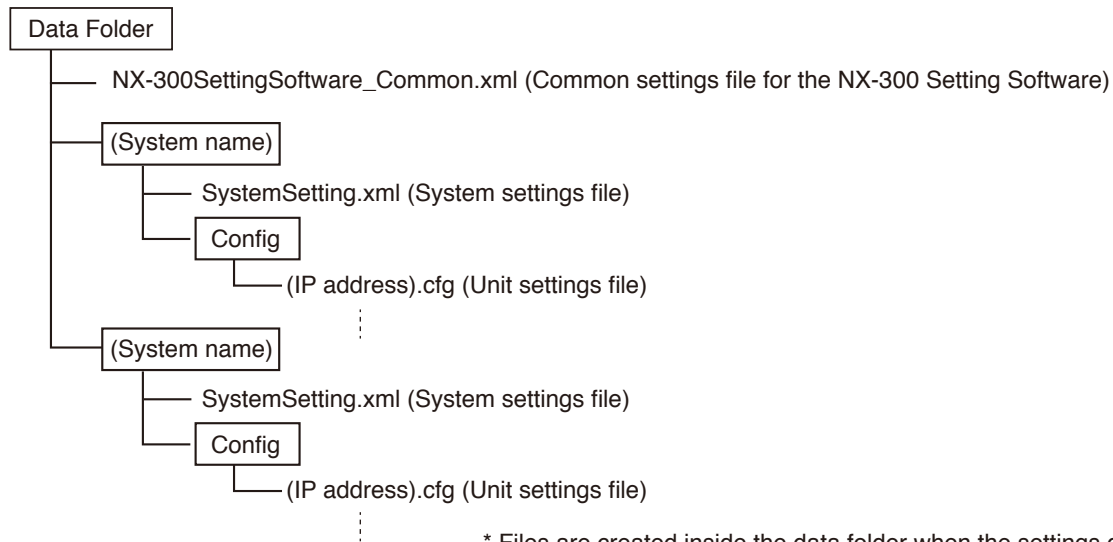 Data Folder
NX-300SettingSoftware_Common.xml (Common settings file for the NX-300 Setting Software)
(System name)
SystemSetting.xml (System settings file)
Config
(IP address).cfg (Unit settings file)
(System name)
SystemSetting.xml (System settings file)
Config
(IP address).cfg (Unit settings file)
* Files are created inside the data folder when the settings